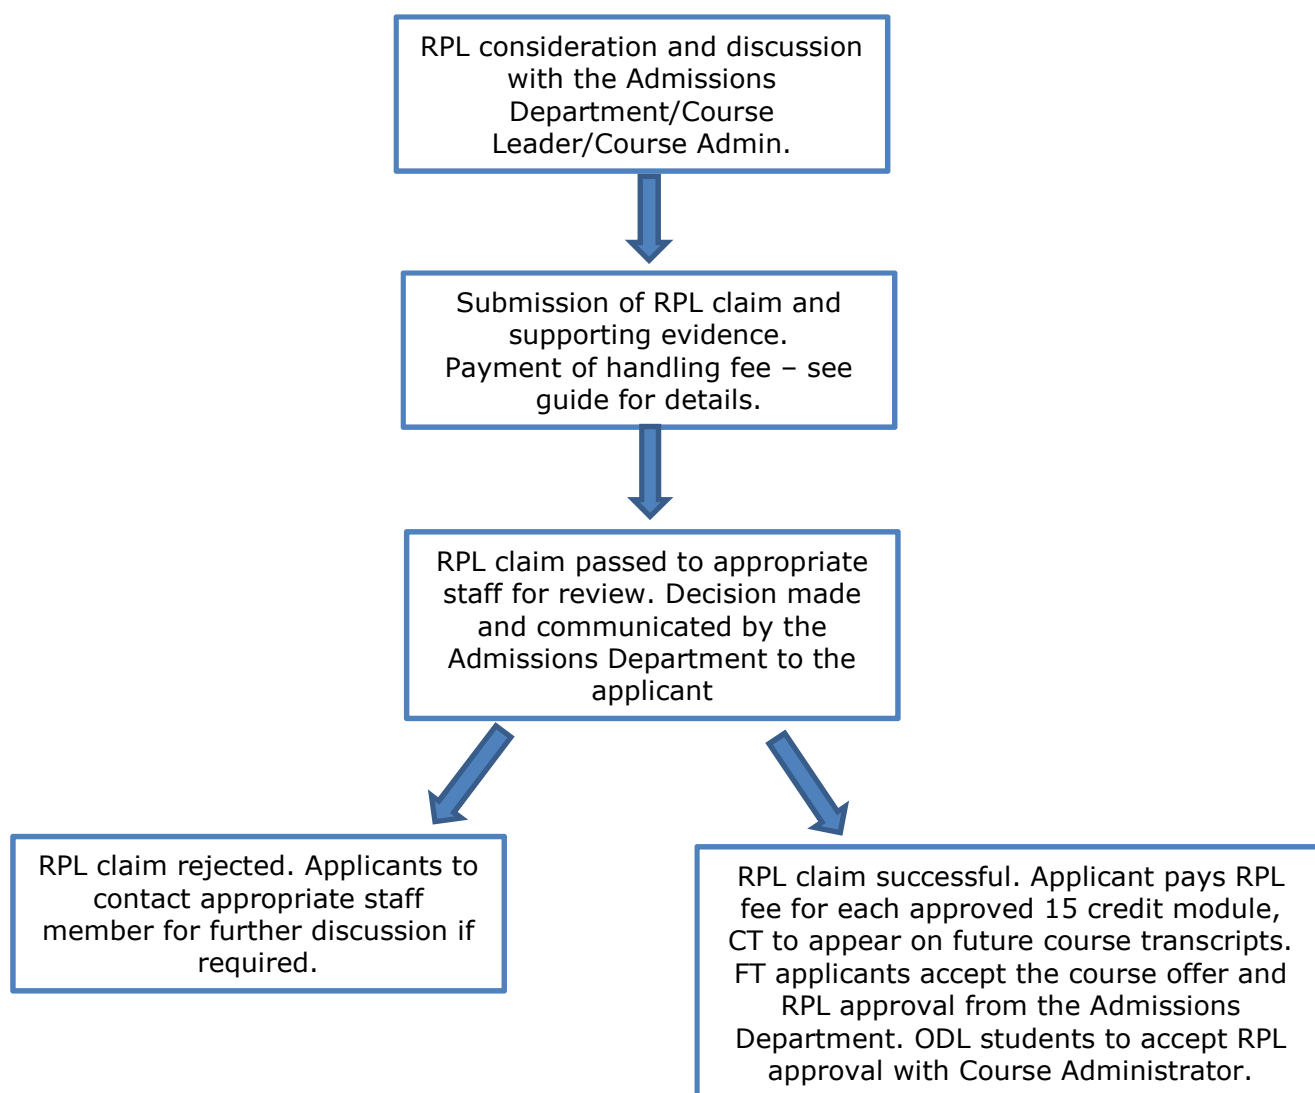 RPL consideration and discussion
with the Admissions
Department/Course
Leader/Course Admin.
Submission of RPL claim and
supporting evidence.
Payment of handling fee – see
guide for details.
RPL claim passed to appropriate
staff for review. Decision made
and communicated by the
Admissions Department to the
applicant
RPL claim rejected. Applicants to
contact appropriate staff
member for further discussion if
required.
RPL claim successful. Applicant pays RPL
fee for each approved 15 credit module,
CT to appear on future course transcripts.
FT applicants accept the course offer and
RPL approval from the Admissions
Department. ODL students to accept RPL
approval with Course Administrator.